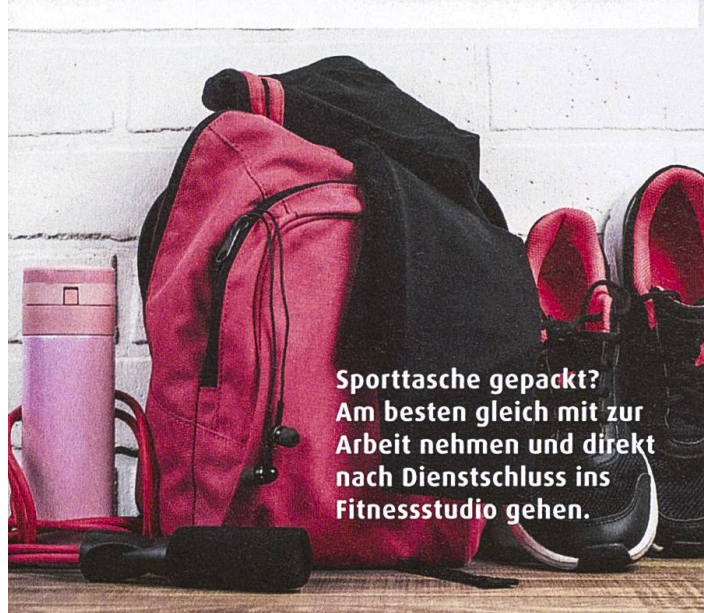 Sporttasche gepackt?
Am besten gleich mit zur
Arbeit nehmen und direkt
nach Dienstschluss ins
Fitnessstudio gehen.